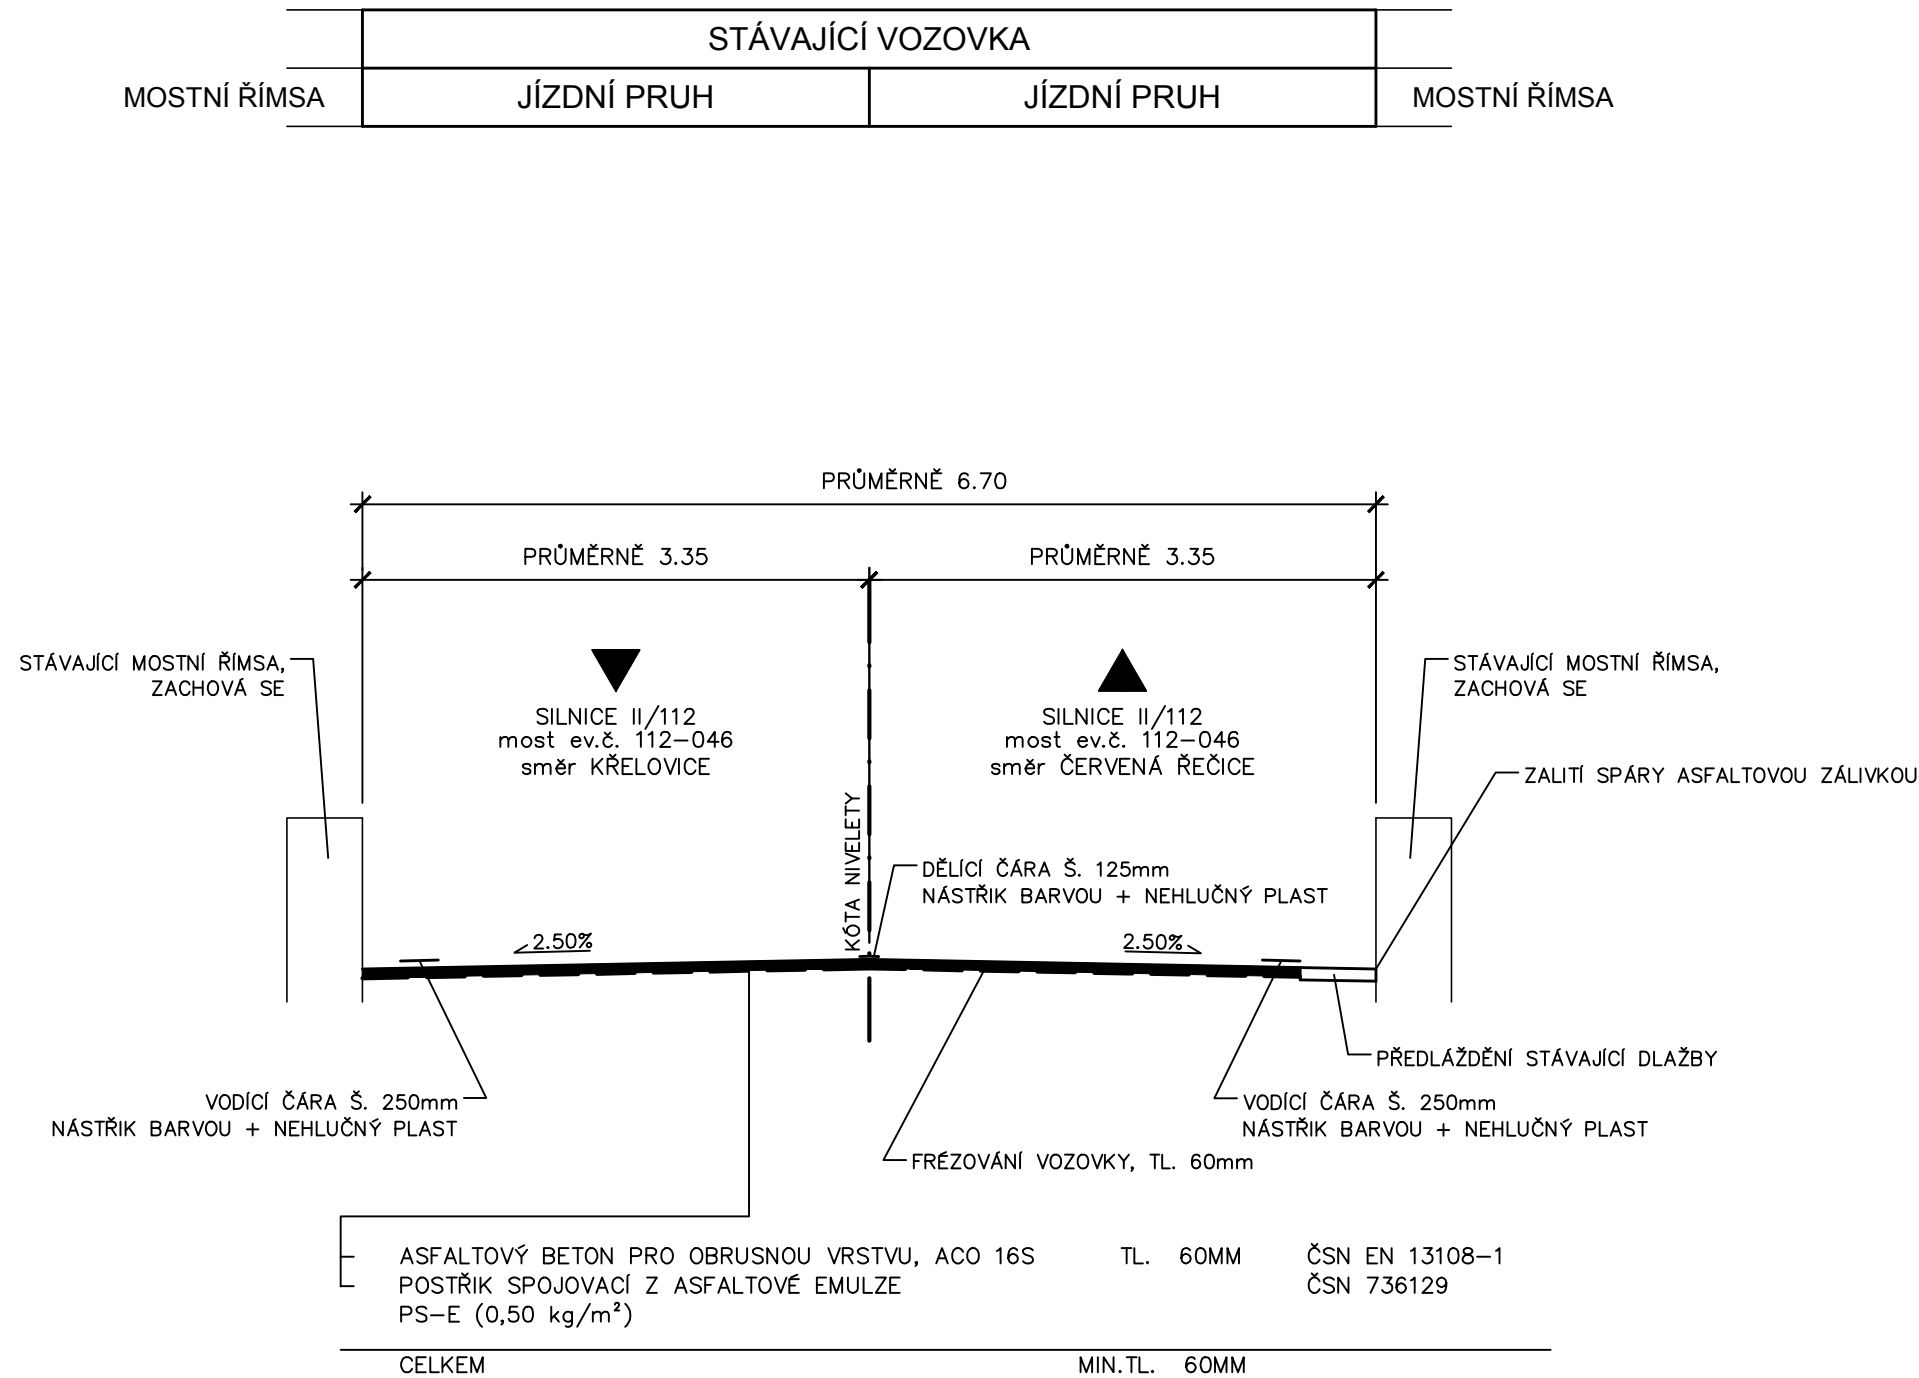 STÁVAJÍCÍ VOZOVKA
MOSTNÍ ŘÍMSA
JÍZDNÍ PRUH
JÍZDNÍ PRUH
MOSTNÍ ŘÍMSA
PRŮMĚRNĚ 6.70
PRŮMĚRNĚ 3.35
PRŮMĚRNĚ 3.35
STÁVAJÍCÍ MOSTNÍ ŘÍMSA,
ZACHOVÁ SE
SILNICE II/112
most ev.č. 112-046
směr KŘELOVICE
SILNICE II/112
most ev.č. 112-046
směr ČERVENÁ ŘEČICE
STÁVAJÍCÍ MOSTNÍ ŘÍMSA,
ZACHOVÁ SE
ZALITÍ SPÁRY ASFALTOVOU ZÁLIVKOU
KÓTA NIVELETY
DĚLÍCÍ ČÁRA Š. 125mm
NÁSTŘIK BARVOU + NEHLUČNÝ PLAST
2.50%
2.50%
PŘEDLÁŽDĚNÍ STÁVAJÍCÍ DLAŽBY
VODÍCÍ ČÁRA Š. 250mm
NÁSTŘIK BARVOU + NEHLUČNÝ PLAST
VODÍCÍ ČÁRA Š. 250mm
NÁSTŘIK BARVOU + NEHLUČNÝ PLAST
FRÉZOVÁNÍ VOZOVKY, TL. 60mm
ASFALTOVÝ BETON PRO OBRUSNOU VRSTVU, ACO 16S TL. 60MM ČSN EN 13108-1
POSTŘIK SPOJOVACÍ Z ASFALTOVÉ EMULZE ČSN 736129
PS-E (0,50 kg/m²)
CELKEM MIN.TL. 60MM